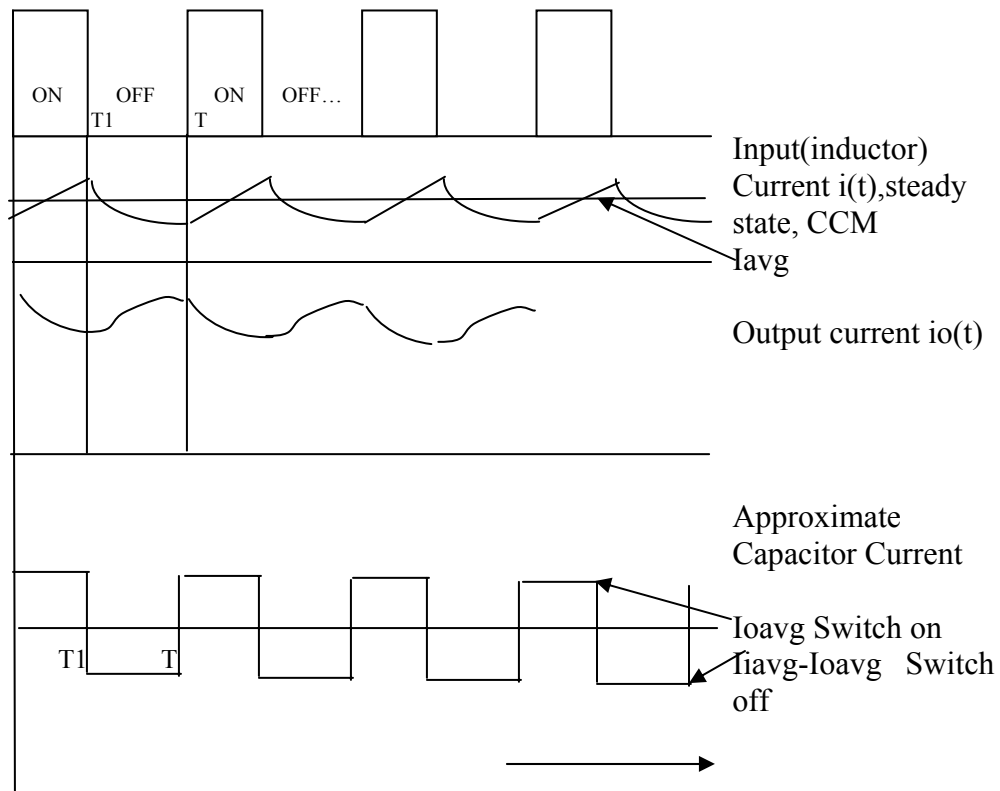 ON
OFF
ON
OFF…
T1
T
Input(inductor)
Current i(t),steady
state, CCM
Iavg
Output current io(t)
Approximate
Capacitor Current
Ioavg Switch on
T1
T
Iiavg-Ioavg Switch
off